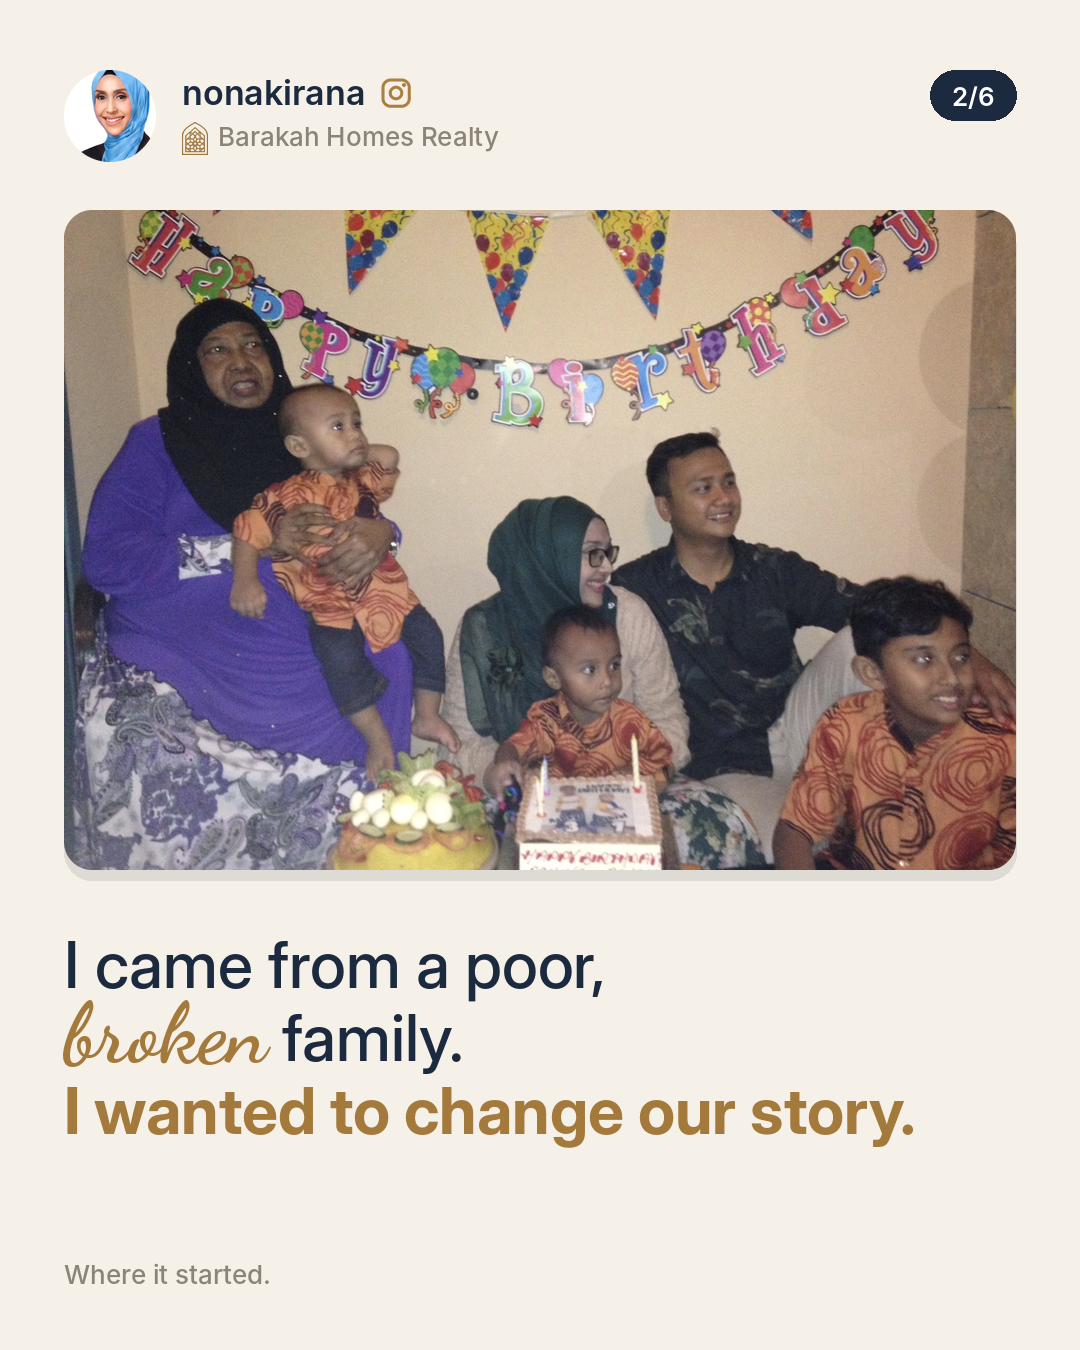 nonakirana
Barakah Homes Realty
2/6
Happy Birthday
I came from a poor,
broken family.
I wanted to change our story.
Where it started.